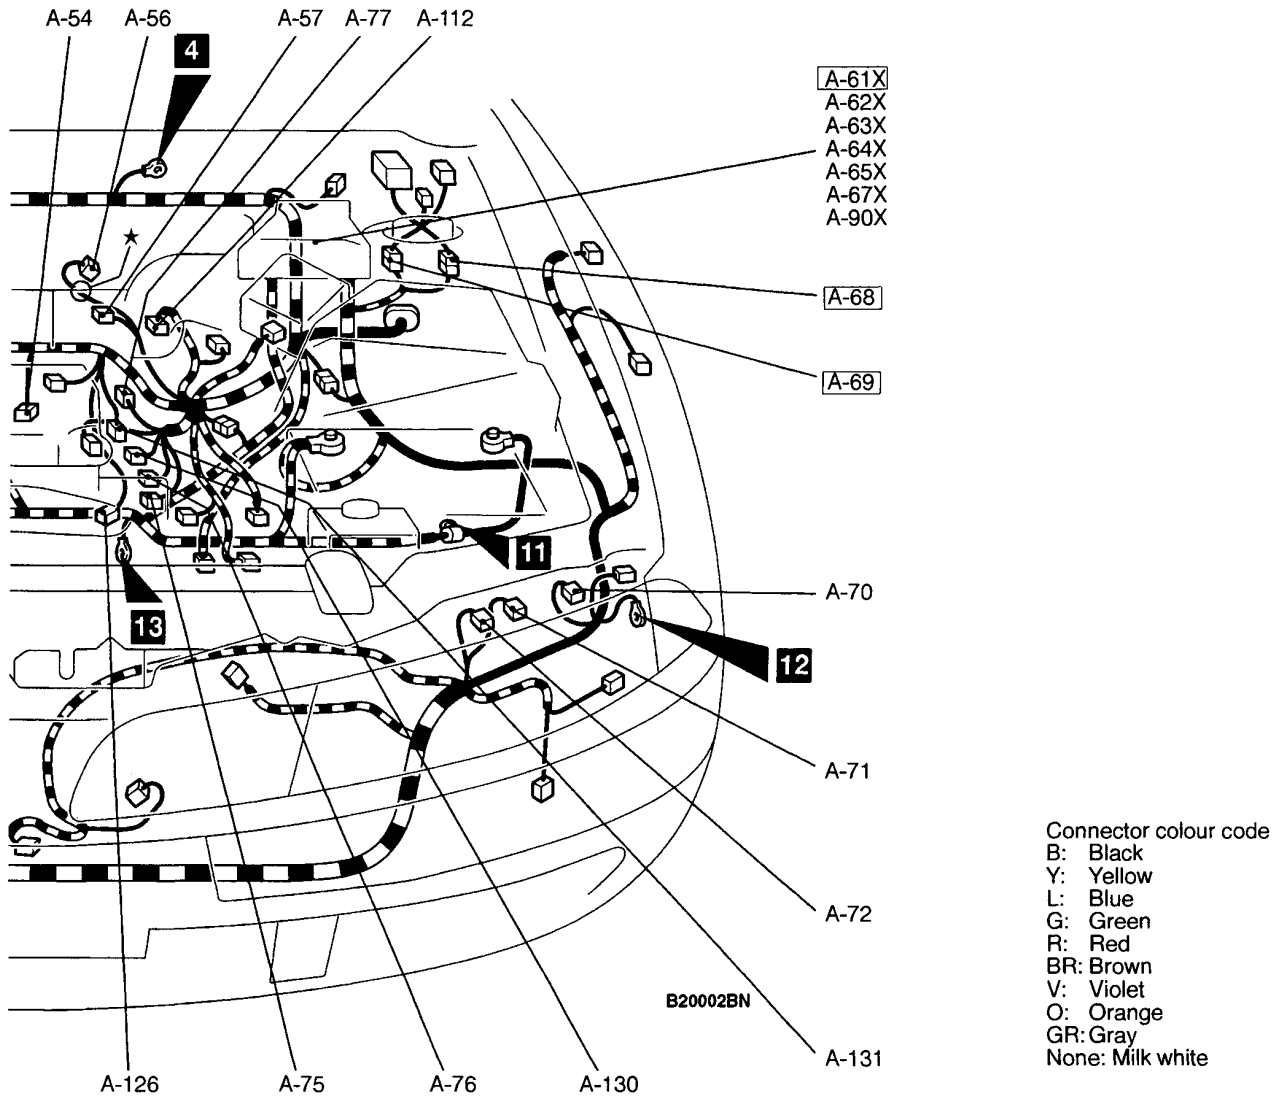 A-54
A-56
A-57
A-77
A-112
4
A-61X
A-62X
A-63X
A-64X
A-65X
A-67X
A-90X
A-68
A-69
11
A-70
13
12
A-71
Connector colour code
B: Black
Y: Yellow
L: Blue
G: Green
R: Red
BR: Brown
V: Violet
O: Orange
GR: Gray
None: Milk white
A-72
B20002BN
A-131
A-126
A-75
A-76
A-130